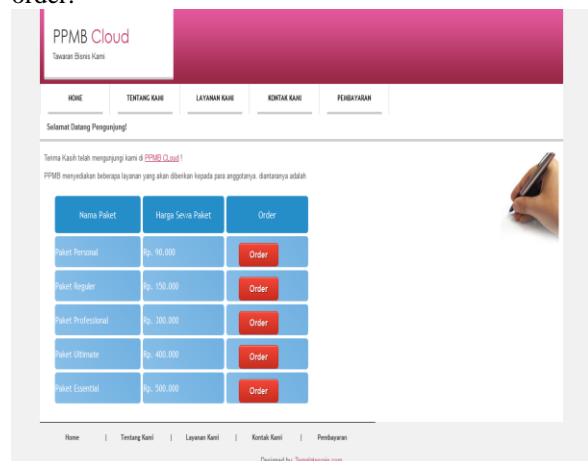 order.
PPMB Cloud
Tawaran Bisnis Kami
HOME TENTANG KAMI LAYANAN KAMI KONTAK KAMI PEMBAYARAN
Selamat Datang Pengunjung!
Terima Kasih telah mengunjungi kami di PPMB CLoud !
PPMB menyediakan beberapa layanan yang akan diberikan kepada para anggotanya. diantaranya adalah
Nama Paket Harga Sewa Paket Order
Paket Personal Rp. 90.000 Order
Paket Reguler Rp. 150.000 Order
Paket Professional Rp. 300.000 Order
Paket Ultimate Rp. 400.000 Order
Paket Essential Rp. 500.000 Order
Home | Tentang Kami | Layanan Kami | Kontak Kami | Pembayaran
Designed by